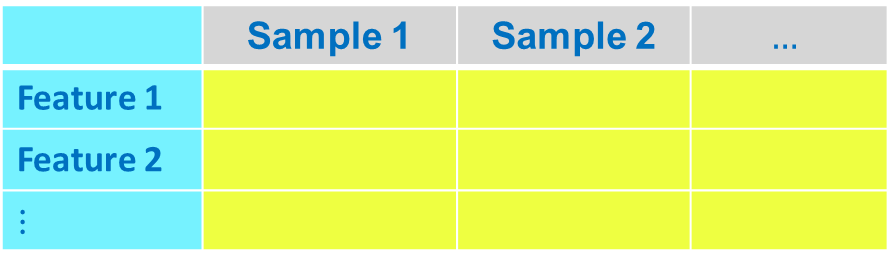 Sample 1 Sample 2 ...
Feature 1
Feature 2
⋮